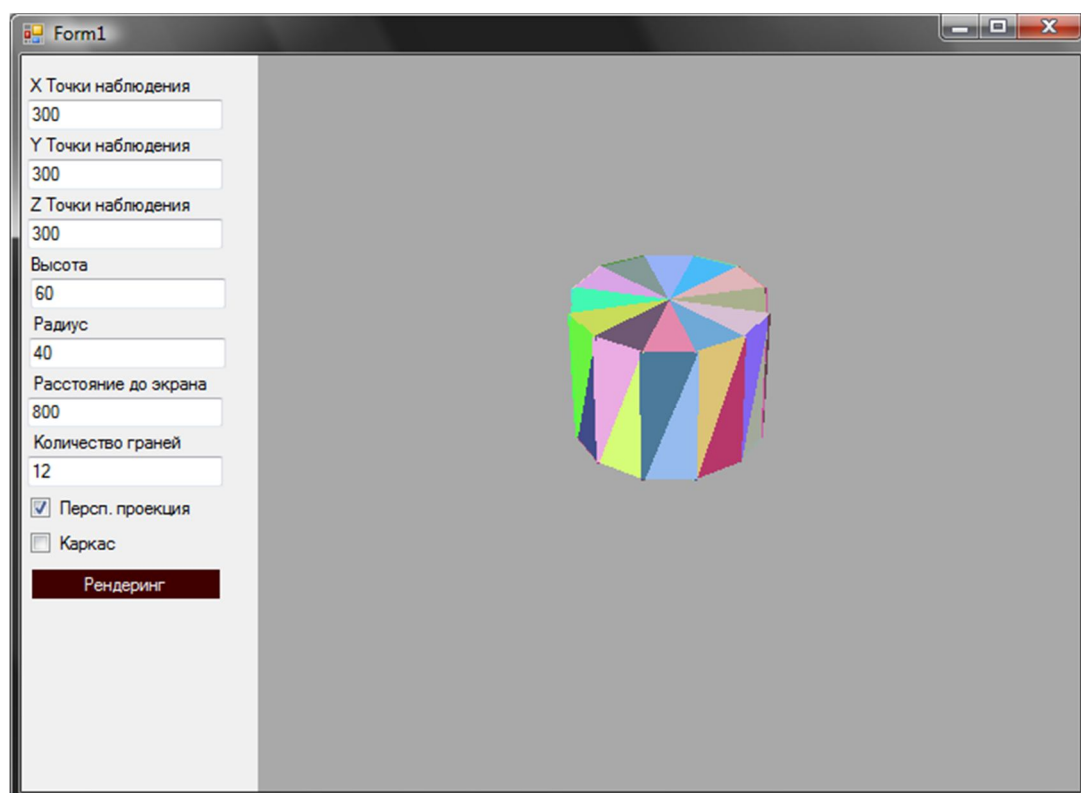 Form1
X Точки наблюдения
300
Y Точки наблюдения
300
Z Точки наблюдения
300
Высота
60
Радиус
40
Расстояние до экрана
800
Количество граней
12
Персп. проекция
Каркас
Рендеринг